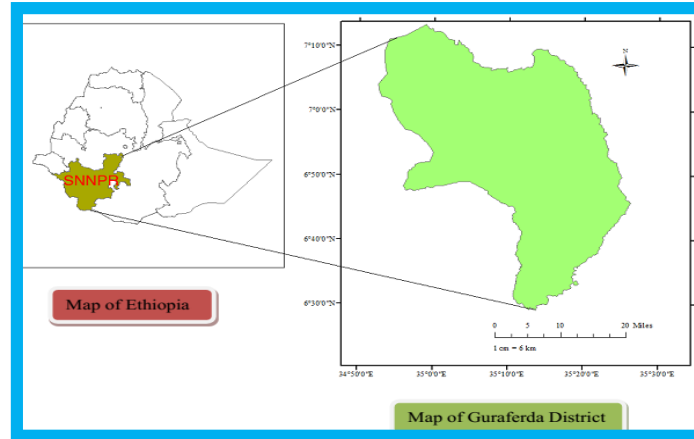 SNNPR
Map of Ethiopia
7°10'0"N
7°0'0"N
6°50'0"N
6°40'0"N
6°30'0"N
N
0 5 10 20 Miles
1 cm = 6 km
34°50'0"E 35°0'0"E 35°10'0"E 35°20'0"E 35°30'0"E
Map of Guraferda District